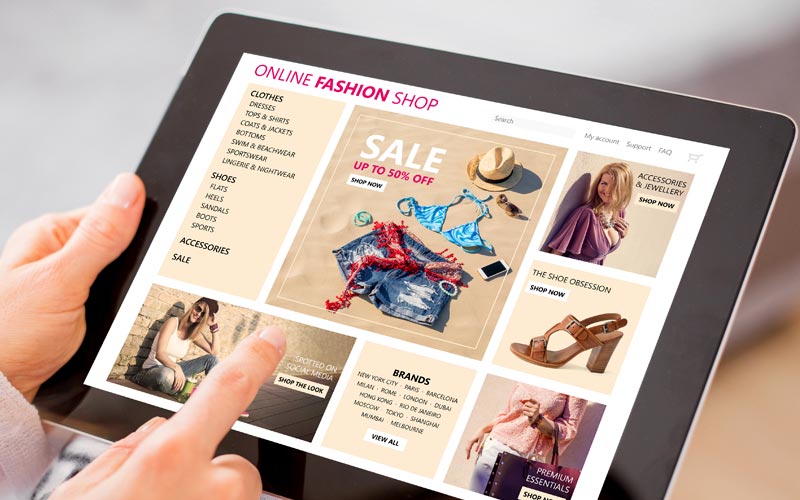 ONLINE FASHION SHOP
Search
My account Support FAQ
CLOTHES
DRESSES
TOPS & SHIRTS
COATS & JACKETS
BOTTOMS
SWIM & BEACHWEAR
SPORTSWEAR
LINGERIE & NIGHTWEAR
SHOES
FLATS
HEELS
SANDALS
BOOTS
SPORTS
ACCESSORIES
SALE
SALE
UP TO 50% OFF
SHOP NOW
ACCESSORIES
& JEWELLERY
SHOP NOW
THE SHOE OBSESSION
SHOP NOW
SPOTTED ON
SOCIAL MEDIA
SHOP THE LOOK
BRANDS
NEW YORK CITY · PARIS · BARCELONA
MILAN · ROME · LONDON · DUBAI
HONG KONG · RIO DE JANEIRO
MOSCOW · TOKYO · SHANGHAI
MUMBAI · MELBOURNE
VIEW ALL
PREMIUM
ESSENTIALS
SHOP